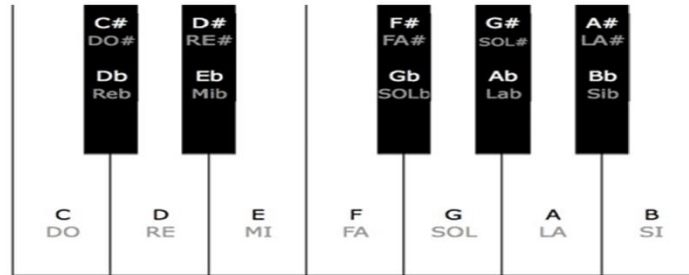 C# D# F# G# A#
DO# RE# FA# SOL# LA#
Db Eb Gb Ab Bb
Reb Mib SOLb Lab Sib
C D E F G A B
DO RE MI FA SOL LA SI